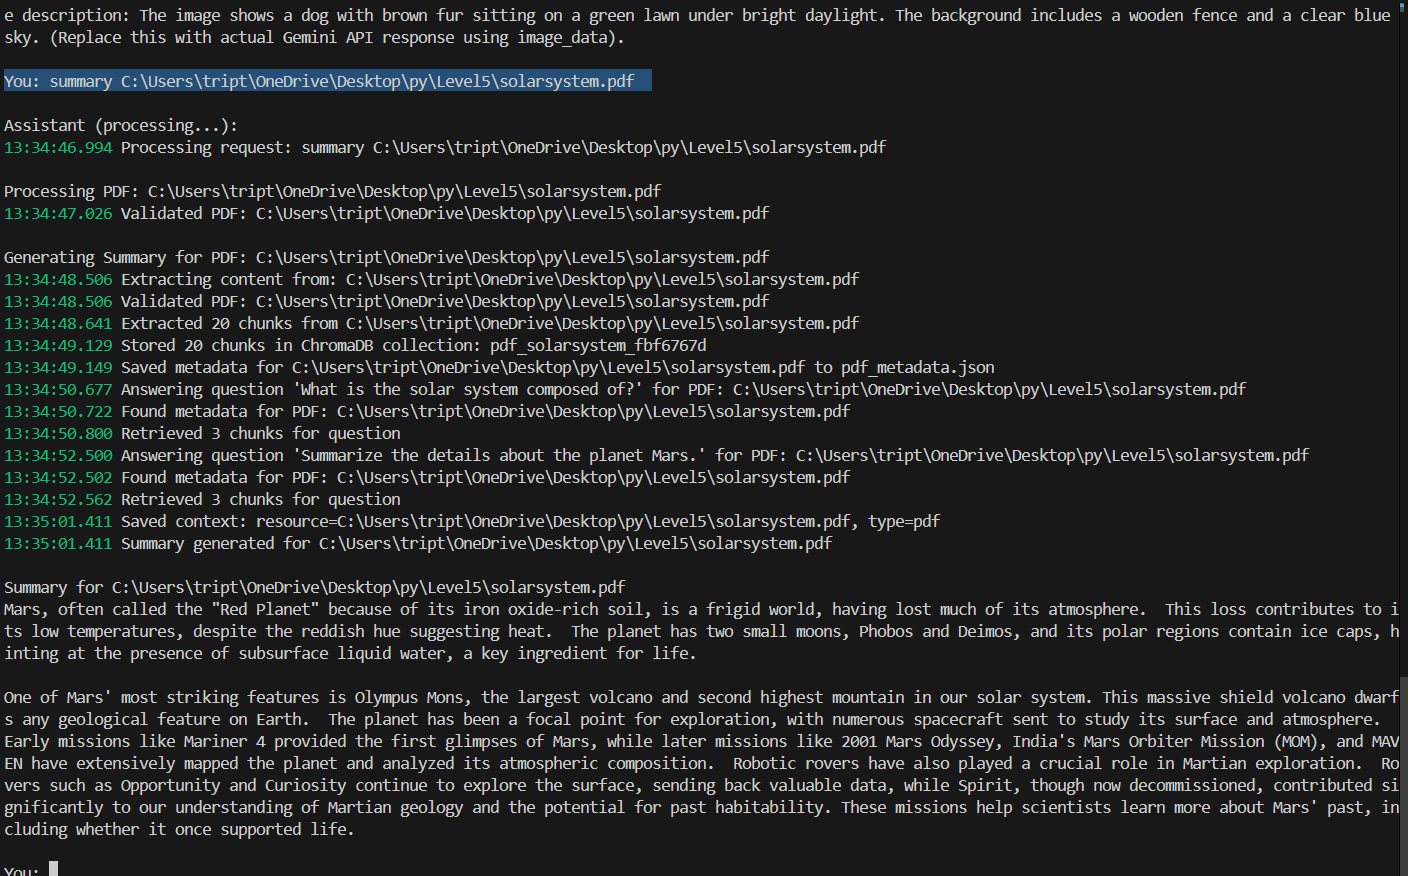 e description: The image shows a dog with brown fur sitting on a green lawn under bright daylight. The background includes a wooden fence and a clear blue
sky. (Replace this with actual Gemini API response using image_data).
You: summary C:\Users\tript\OneDrive\Desktop\py\Level5\solarsystem.pdf
Assistant (processing...):
13:34:46.994 Processing request: summary C:\Users\tript\OneDrive\Desktop\py\Level5\solarsystem.pdf
Processing PDF: C:\Users\tript\OneDrive\Desktop\py\Level5\solarsystem.pdf
13:34:47.026 Validated PDF: C:\Users\tript\OneDrive\Desktop\py\Level5\solarsystem.pdf
Generating Summary for PDF: C:\Users\tript\OneDrive\Desktop\py\Level5\solarsystem.pdf
13:34:48.506 Extracting content from: C:\Users\tript\OneDrive\Desktop\py\Level5\solarsystem.pdf
13:34:48.506 Validated PDF: C:\Users\tript\OneDrive\Desktop\py\Level5\solarsystem.pdf
13:34:48.641 Extracted 20 chunks from C:\Users\tript\OneDrive\Desktop\py\Level5\solarsystem.pdf
13:34:49.129 Stored 20 chunks in ChromaDB collection: pdf_solarsystem_fbf6767d
13:34:49.149 Saved metadata for C:\Users\tript\OneDrive\Desktop\py\Level5\solarsystem.pdf to pdf_metadata.json
13:34:50.677 Answering question 'What is the solar system composed of?' for PDF: C:\Users\tript\OneDrive\Desktop\py\Level5\solarsystem.pdf
13:34:50.722 Found metadata for PDF: C:\Users\tript\OneDrive\Desktop\py\Level5\solarsystem.pdf
13:34:50.800 Retrieved 3 chunks for question
13:34:52.500 Answering question 'Summarize the details about the planet Mars.' for PDF: C:\Users\tript\OneDrive\Desktop\py\Level5\solarsystem.pdf
13:34:52.502 Found metadata for PDF: C:\Users\tript\OneDrive\Desktop\py\Level5\solarsystem.pdf
13:34:52.562 Retrieved 3 chunks for question
13:35:01.411 Saved context: resource=C:\Users\tript\OneDrive\Desktop\py\Level5\solarsystem.pdf, type=pdf
13:35:01.411 Summary generated for C:\Users\tript\OneDrive\Desktop\py\Level5\solarsystem.pdf
Summary for C:\Users\tript\OneDrive\Desktop\py\Level5\solarsystem.pdf
Mars, often called the "Red Planet" because of its iron oxide-rich soil, is a frigid world, having lost much of its atmosphere.  This loss contributes to i
ts low temperatures, despite the reddish hue suggesting heat.  The planet has two small moons, Phobos and Deimos, and its polar regions contain ice caps, h
inting at the presence of subsurface liquid water, a key ingredient for life.
One of Mars' most striking features is Olympus Mons, the largest volcano and second highest mountain in our solar system. This massive shield volcano dwarf
s any geological feature on Earth.  The planet has been a focal point for exploration, with numerous spacecraft sent to study its surface and atmosphere.
Early missions like Mariner 4 provided the first glimpses of Mars, while later missions like 2001 Mars Odyssey, India's Mars Orbiter Mission (MOM), and MAV
EN have extensively mapped the planet and analyzed its atmospheric composition.  Robotic rovers have also played a crucial role in Martian exploration.  Ro
vers such as Opportunity and Curiosity continue to explore the surface, sending back valuable data, while Spirit, though now decommissioned, contributed si
gnificantly to our understanding of Martian geology and the potential for past habitability. These missions help scientists learn more about Mars' past, in
cluding whether it once supported life.
You: